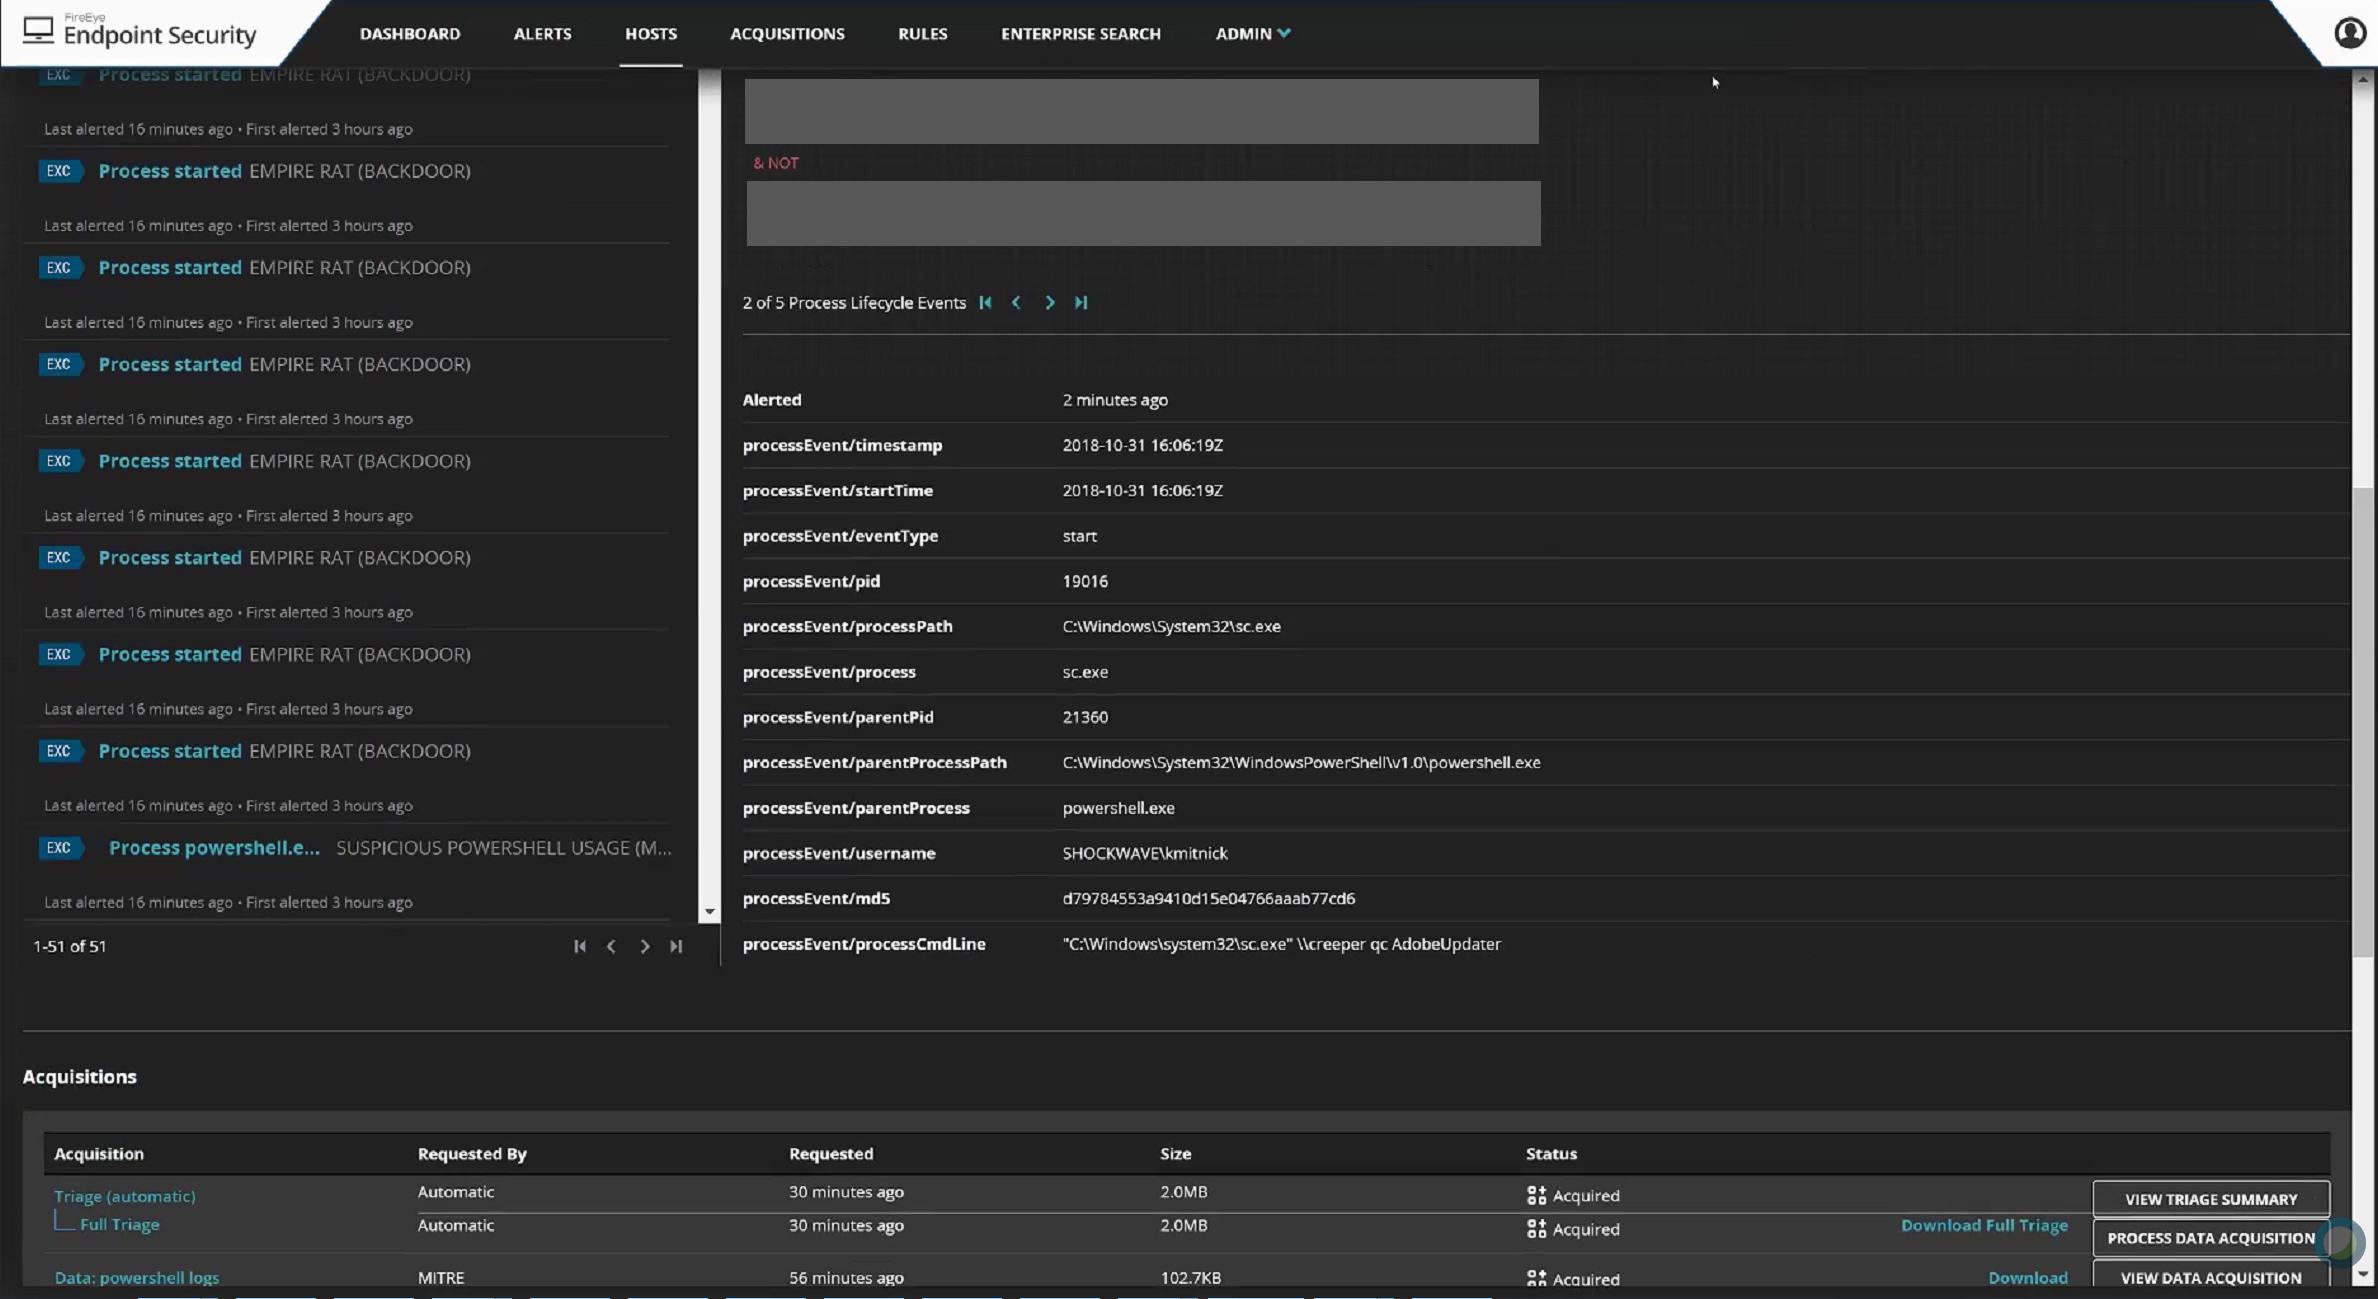 FireEye
Endpoint Security
DASHBOARD ALERTS HOSTS ACQUISITIONS RULES ENTERPRISE SEARCH ADMIN
EXC Process started EMPIRE RAT (BACKDOOR)
Last alerted 16 minutes ago • First alerted 3 hours ago
EXC Process started EMPIRE RAT (BACKDOOR)
Last alerted 16 minutes ago • First alerted 3 hours ago
EXC Process started EMPIRE RAT (BACKDOOR)
Last alerted 16 minutes ago • First alerted 3 hours ago
EXC Process started EMPIRE RAT (BACKDOOR)
Last alerted 16 minutes ago • First alerted 3 hours ago
EXC Process started EMPIRE RAT (BACKDOOR)
Last alerted 16 minutes ago • First alerted 3 hours ago
EXC Process started EMPIRE RAT (BACKDOOR)
Last alerted 16 minutes ago • First alerted 3 hours ago
EXC Process started EMPIRE RAT (BACKDOOR)
Last alerted 16 minutes ago • First alerted 3 hours ago
EXC Process started EMPIRE RAT (BACKDOOR)
Last alerted 16 minutes ago • First alerted 3 hours ago
EXC Process powershell.e... SUSPICIOUS POWERSHELL USAGE (M...
Last alerted 16 minutes ago • First alerted 3 hours ago
1-51 of 51
& NOT
2 of 5 Process Lifecycle Events
Alerted 2 minutes ago
processEvent/timestamp 2018-10-31 16:06:19Z
processEvent/startTime 2018-10-31 16:06:19Z
processEvent/eventType start
processEvent/pid 19016
processEvent/processPath C:\Windows\System32\sc.exe
processEvent/process sc.exe
processEvent/parentPid 21360
processEvent/parentProcessPath C:\Windows\System32\WindowsPowerShell\v1.0\powershell.exe
processEvent/parentProcess powershell.exe
processEvent/username SHOCKWAVE\kmitnick
processEvent/md5 d79784553a9410d15e04766aaab77cd6
processEvent/processCmdLine "C:\Windows\system32\sc.exe" \\creeper qc AdobeUpdater
Acquisitions
Acquisition Requested By Requested Size Status
Triage (automatic) Automatic 30 minutes ago 2.0MB Acquired VIEW TRIAGE SUMMARY
Full Triage Automatic 30 minutes ago 2.0MB Acquired Download Full Triage PROCESS DATA ACQUISITION
Data: powershell logs MITRE 56 minutes ago 102.7KB Acquired Download VIEW DATA ACQUISITION